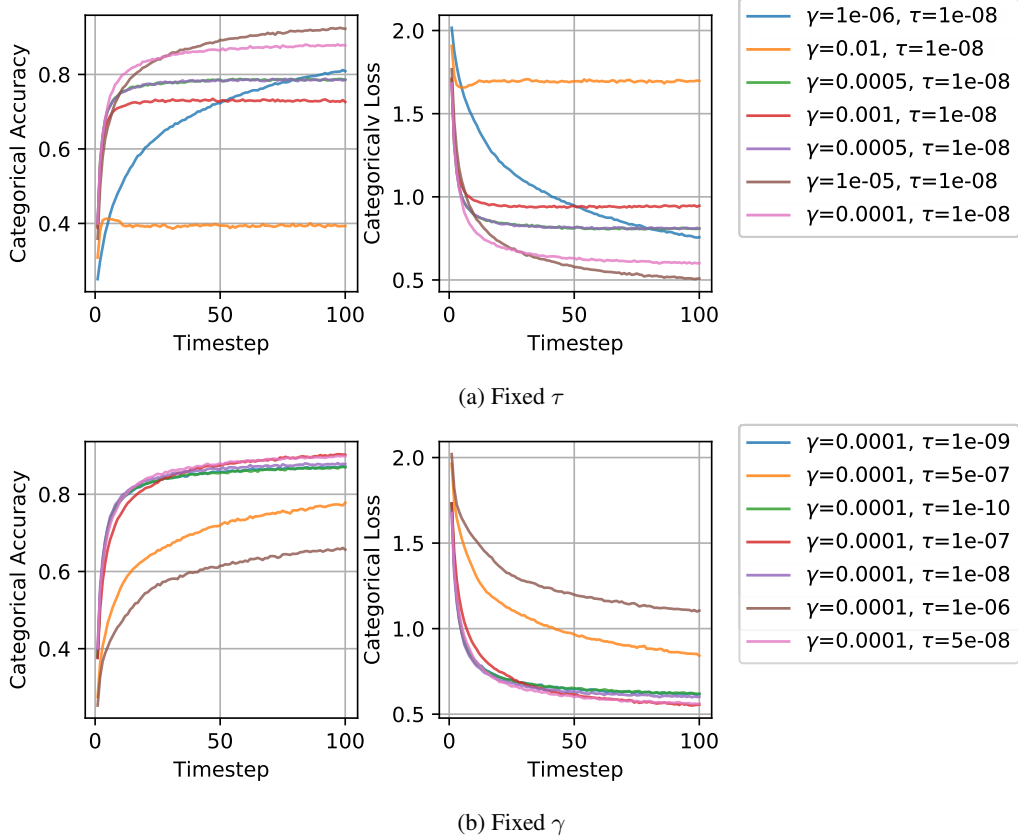 Categorical Accuracy
0.8
0.6
0.4
0
50
100
Timestep
Categoricalv Loss
2.0
1.5
1.0
0.5
0
50
100
Timestep
γ=1e-06, τ=1e-08
γ=0.01, τ=1e-08
γ=0.0005, τ=1e-08
γ=0.001, τ=1e-08
γ=0.0005, τ=1e-08
γ=1e-05, τ=1e-08
γ=0.0001, τ=1e-08
(a) Fixed τ
Categorical Accuracy
0.8
0.6
0.4
0
50
100
Timestep
Categorical Loss
2.0
1.5
1.0
0.5
0
50
100
Timestep
γ=0.0001, τ=1e-09
γ=0.0001, τ=5e-07
γ=0.0001, τ=1e-10
γ=0.0001, τ=1e-07
γ=0.0001, τ=1e-08
γ=0.0001, τ=1e-06
γ=0.0001, τ=5e-08
(b) Fixed γ